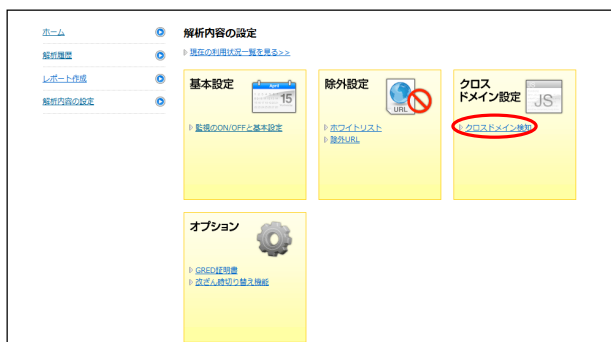 ホーム
解析履歴
レポート作成
解析内容の設定
解析内容の設定
現在の利用状況一覧を見る>>
基本設定
April
15
監視のON/OFFと基本設定
除外設定
URL
ホワイトリスト
除外URL
クロス
ドメイン設定
JS
クロスドメイン検知
オプション
GRED証明書
改ざん時切り替え機能